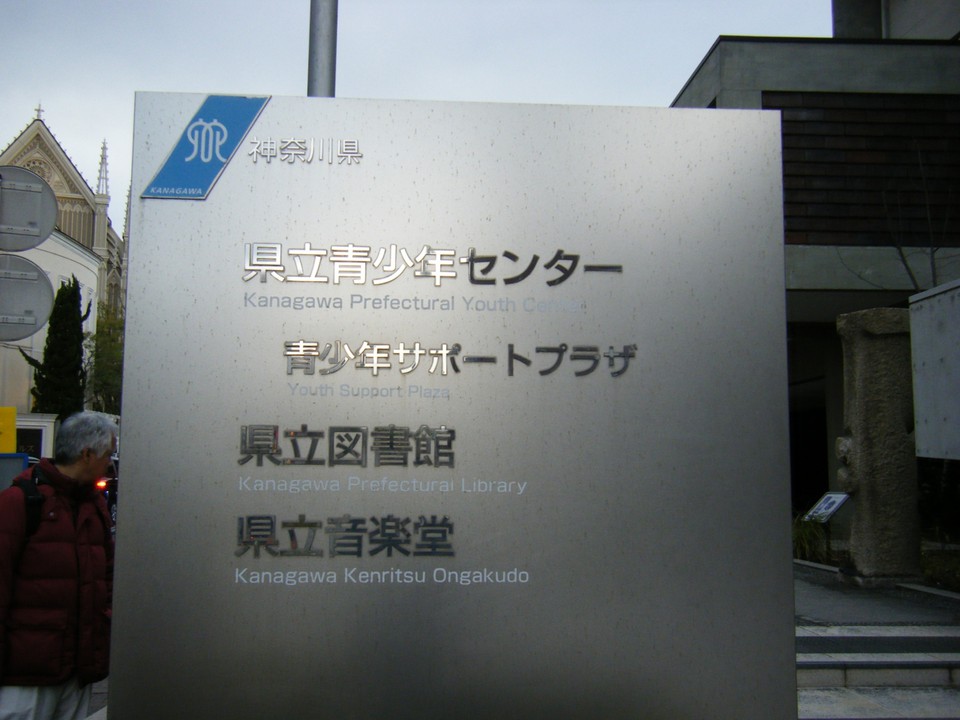 KANAGAWA
神奈川県
県立青少年センター
Kanagawa Prefectural Youth Center
青少年サポートプラザ
Youth Support Plaza
県立図書館
Kanagawa Prefectural Library
県立音楽堂
Kanagawa Kenritsu Ongakudo